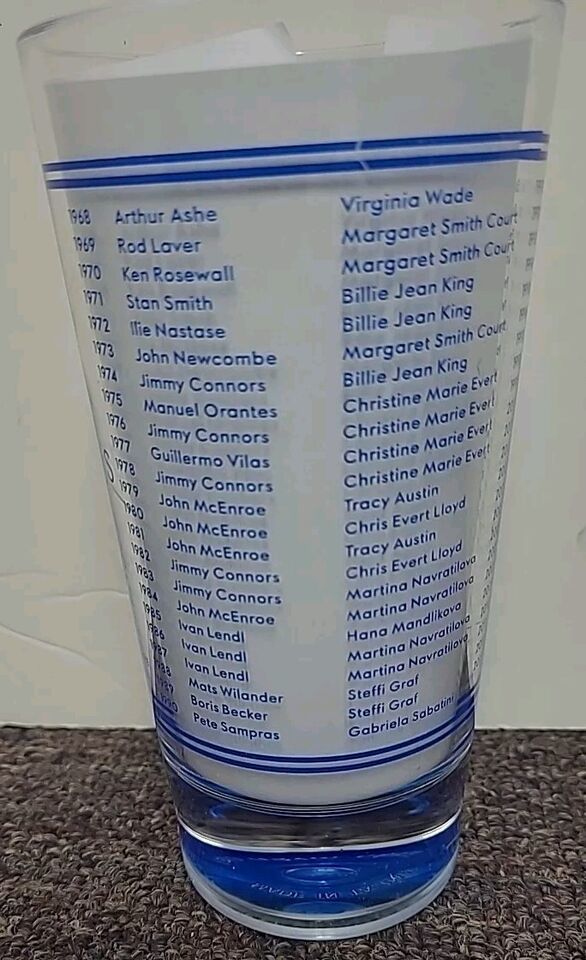 1968 Arthur Ashe Virginia Wade
1969 Rod Laver Margaret Smith Court
1970 Ken Rosewall Margaret Smith Court
1971 Stan Smith Billie Jean King
1972 Ilie Nastase Billie Jean King
1973 John Newcombe Margaret Smith Court
1974 Jimmy Connors Billie Jean King
1975 Manuel Orantes Christine Marie Evert
1976 Jimmy Connors Christine Marie Evert
1977 Guillermo Vilas Christine Marie Evert
1978 Jimmy Connors Christine Marie Evert
1979 John McEnroe Tracy Austin
1980 John McEnroe Chris Evert Lloyd
1981 John McEnroe Tracy Austin
1982 Jimmy Connors Chris Evert Lloyd
1983 Jimmy Connors Martina Navratilova
1984 John McEnroe Martina Navratilova
1985 Ivan Lendl Hana Mandlikova
86 Ivan Lendl Martina Navratilova
87 Ivan Lendl Martina Navratilova
88 Mats Wilander Steffi Graf
89 Boris Becker Steffi Graf
990 Pete Sampras Gabriela Sabatini